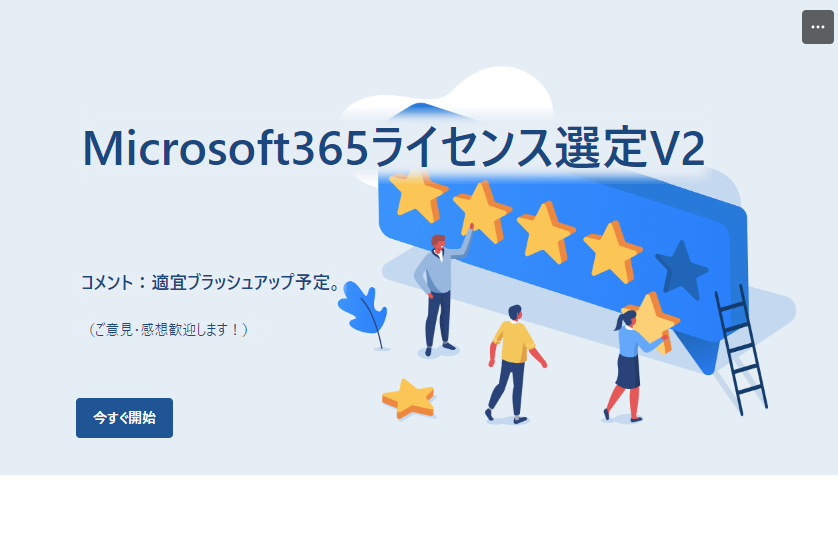 Microsoft365ライセンス選定V2
コメント：適宜ブラッシュアップ予定。
（ご意見・感想歓迎します！）
今すぐ開始